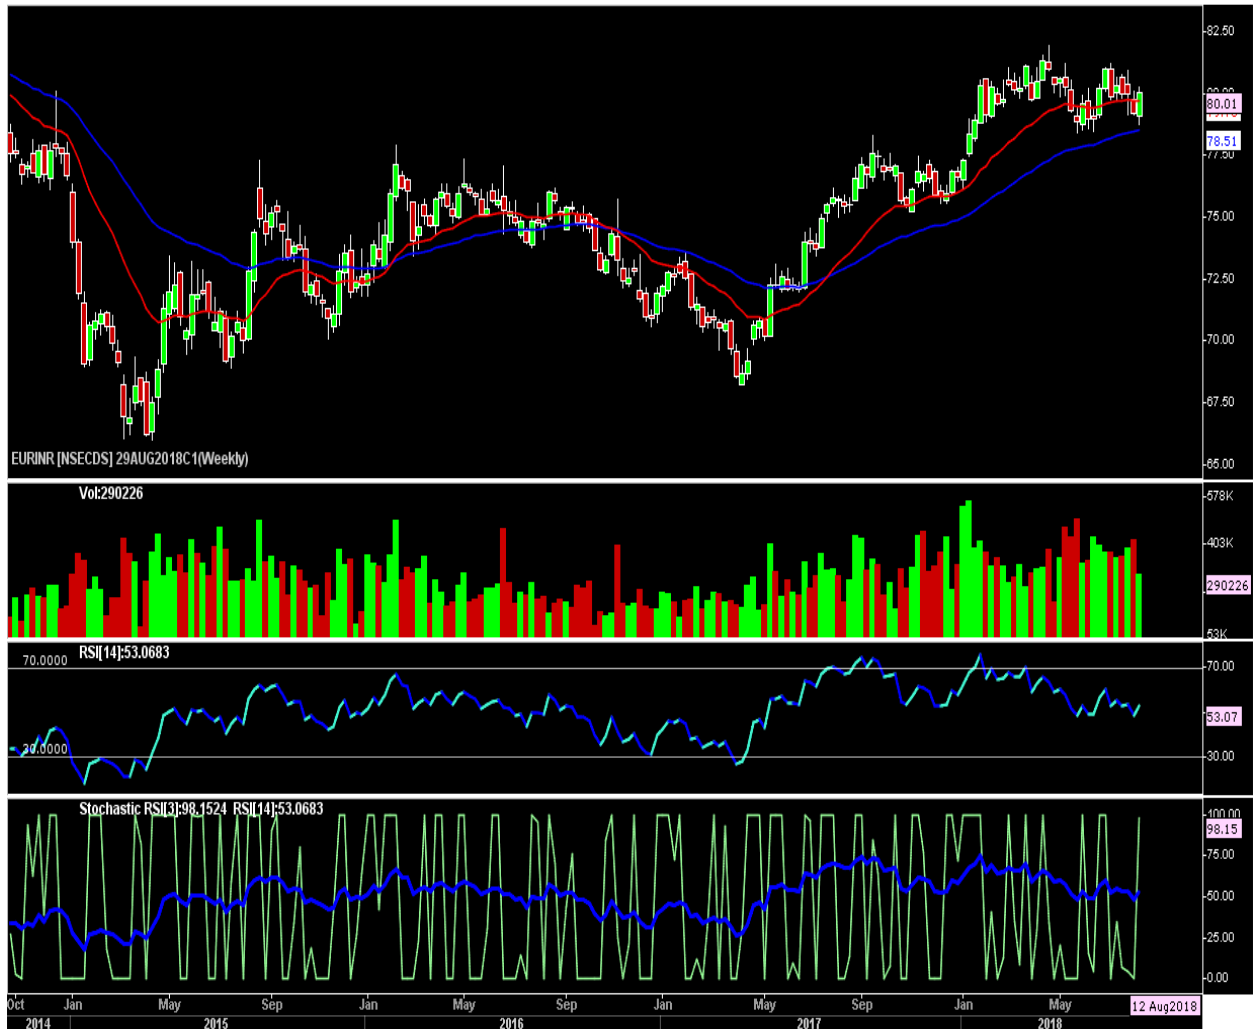 82.50
80.00
80.01
78.51
77.50
75.00
72.50
70.00
67.50
65.00
EURINR [NSECDS] 29AUG2018C1(Weekly)
Vol:290226
578K
403K
290226
53K
RSI[14]:53.0683
70.0000
70.00
53.07
30.0000
30.00
Stochastic RSI[3]:98.1524 RSI[14]:53.0683
100.00
98.15
75.00
50.00
25.00
0.00
Oct Jan May Sep Jan May Sep Jan May Sep Jan May 12 Aug2018
2014 2015 2016 2017 2018